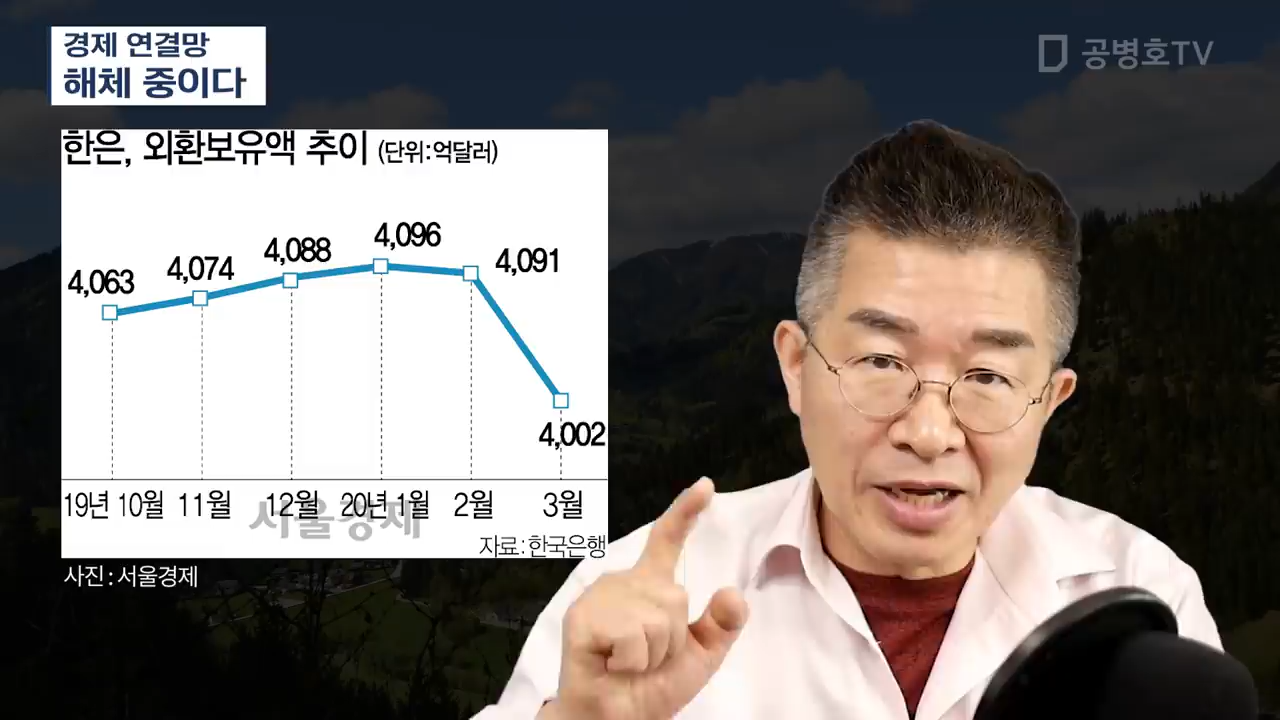 경제 연결망
해체 중이다
공병호TV
한은, 외환보유액 추이 (단위:억달러)
4,063
4,074
4,088
4,096
4,091
4,002
19년 10월 11월 12월 20년 1월 2월 3월
서울경제
자료:한국은행
사진 : 서울경제